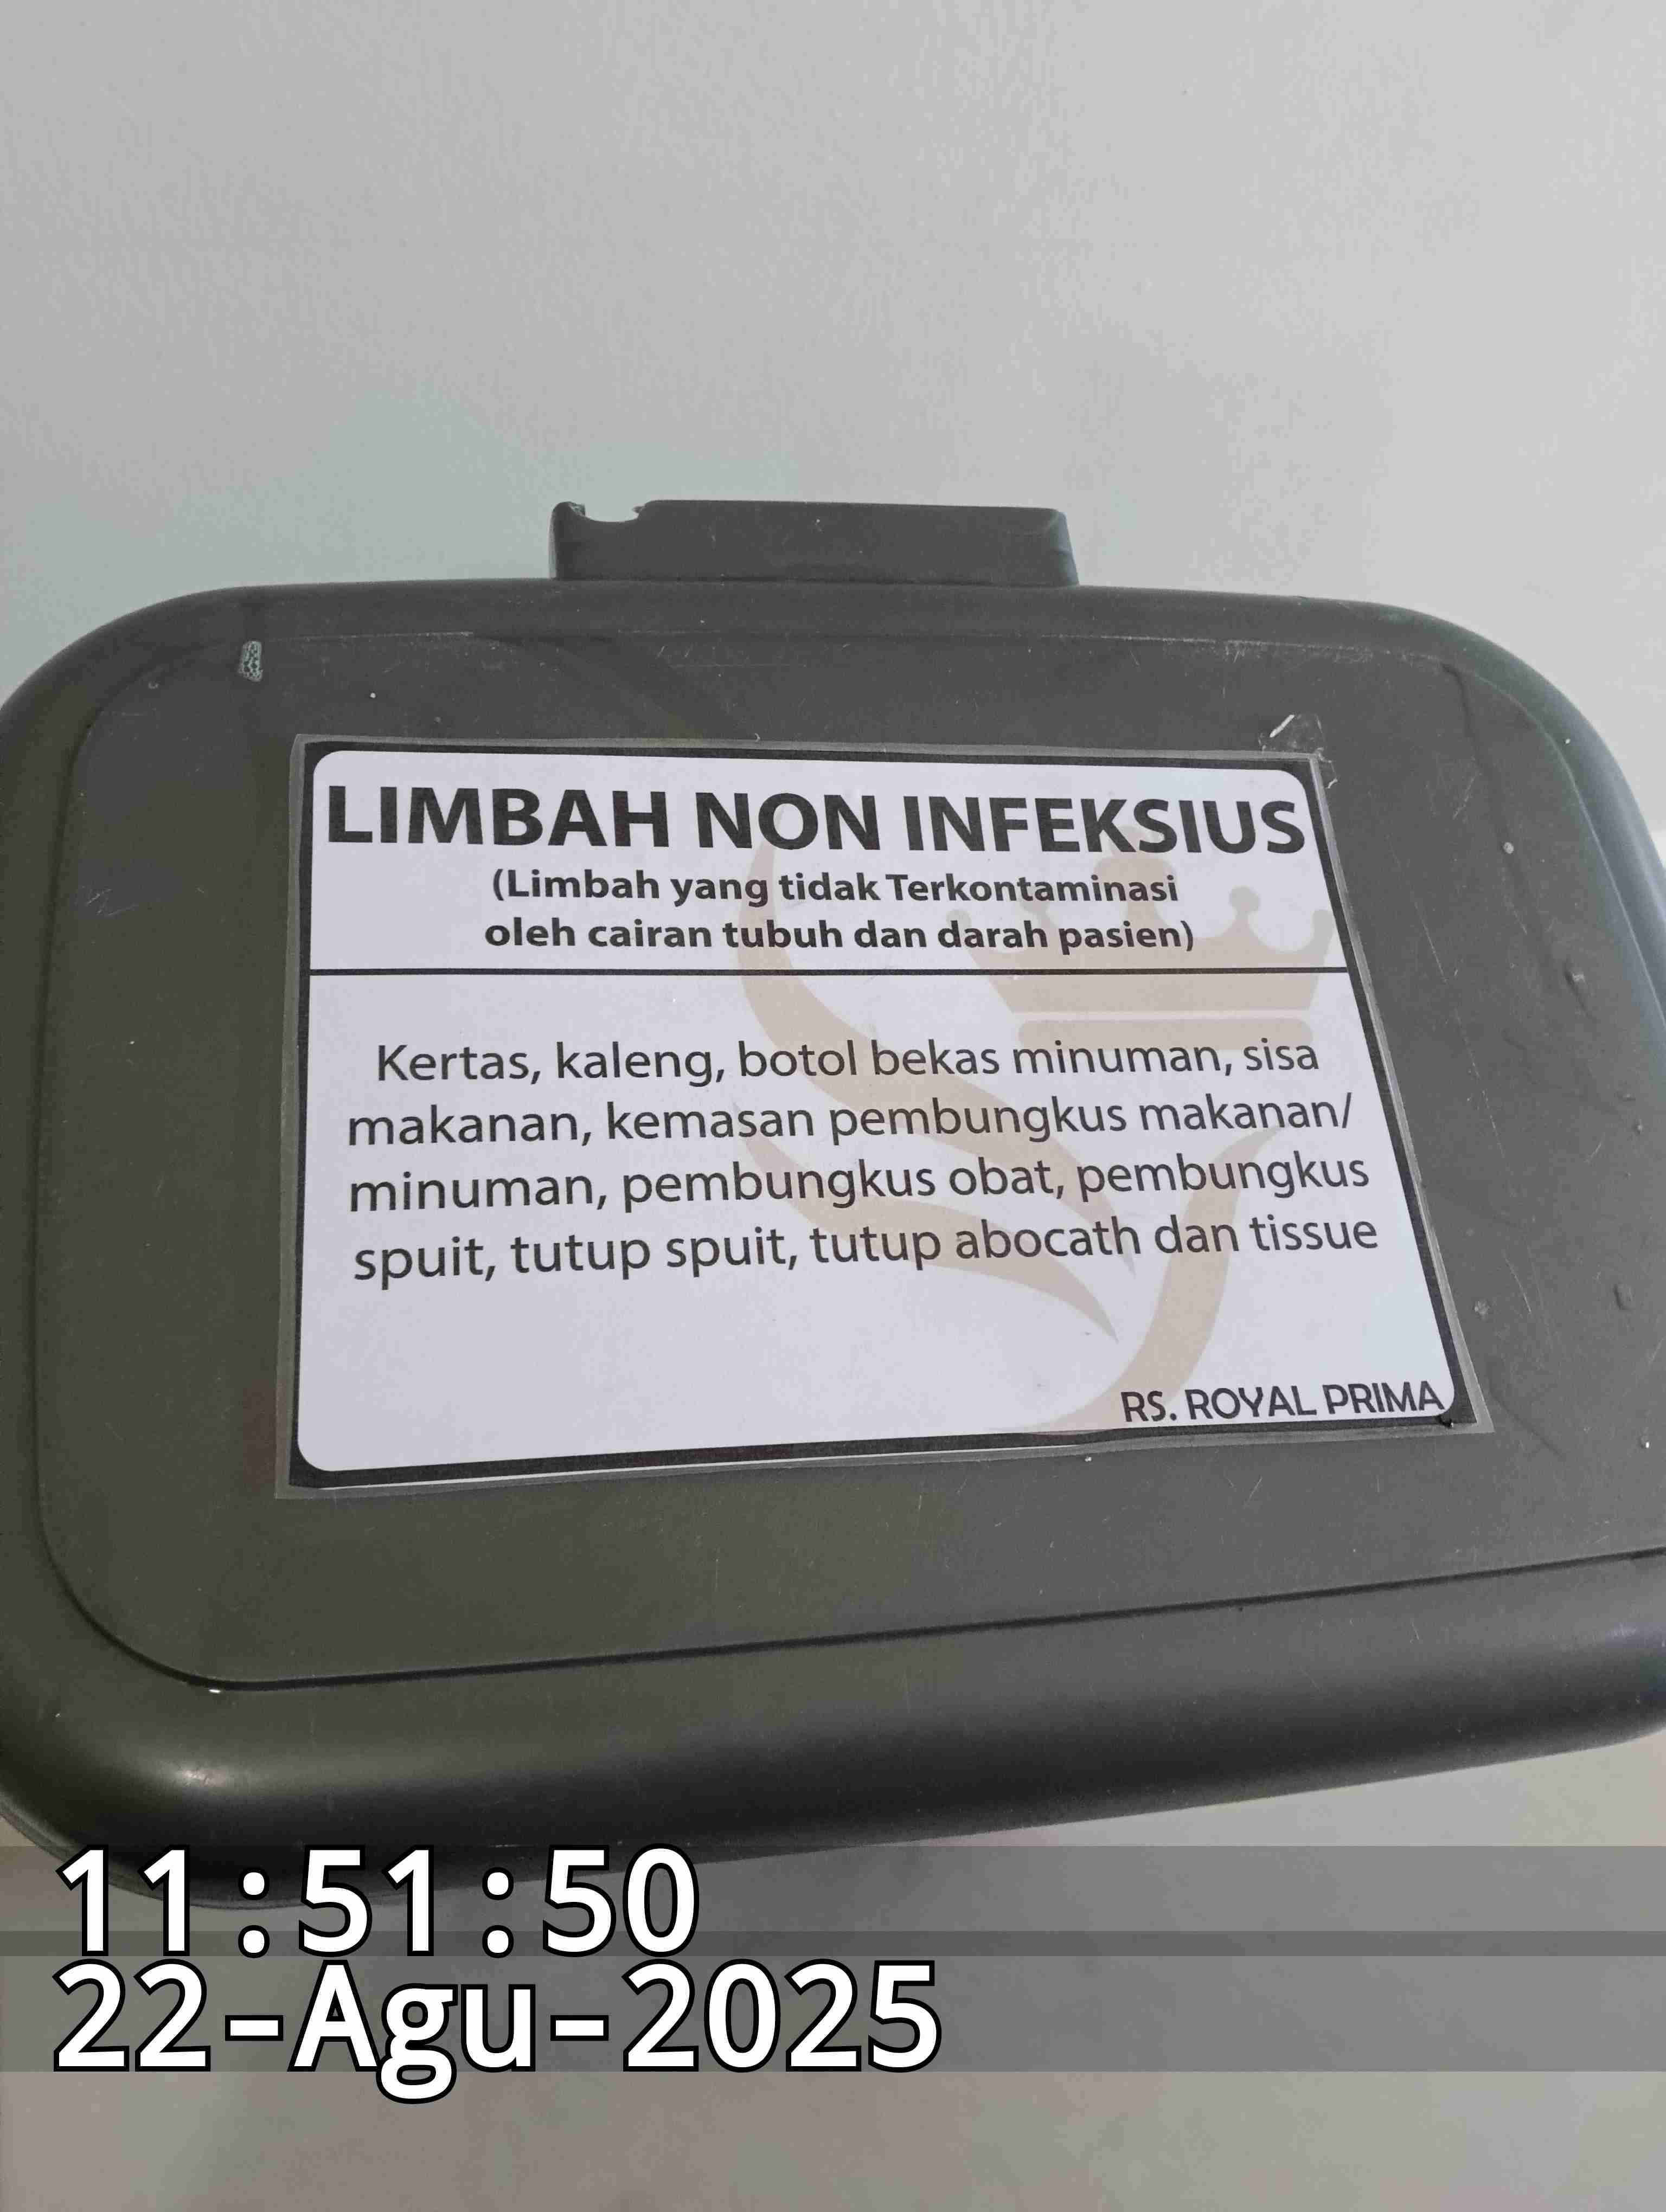 LIMBAH NON INFEKSIUS
(Limbah yang tidak Terkontaminasi
oleh cairan tubuh dan darah pasien)
Kertas, kaleng, botol bekas minuman, sisa
makanan, kemasan pembungkus makanan/
minuman, pembungkus obat, pembungkus
spuit, tutup spuit, tutup abocath dan tissue
RS. ROYAL PRIMA
11:51:50
22-Agu-2025